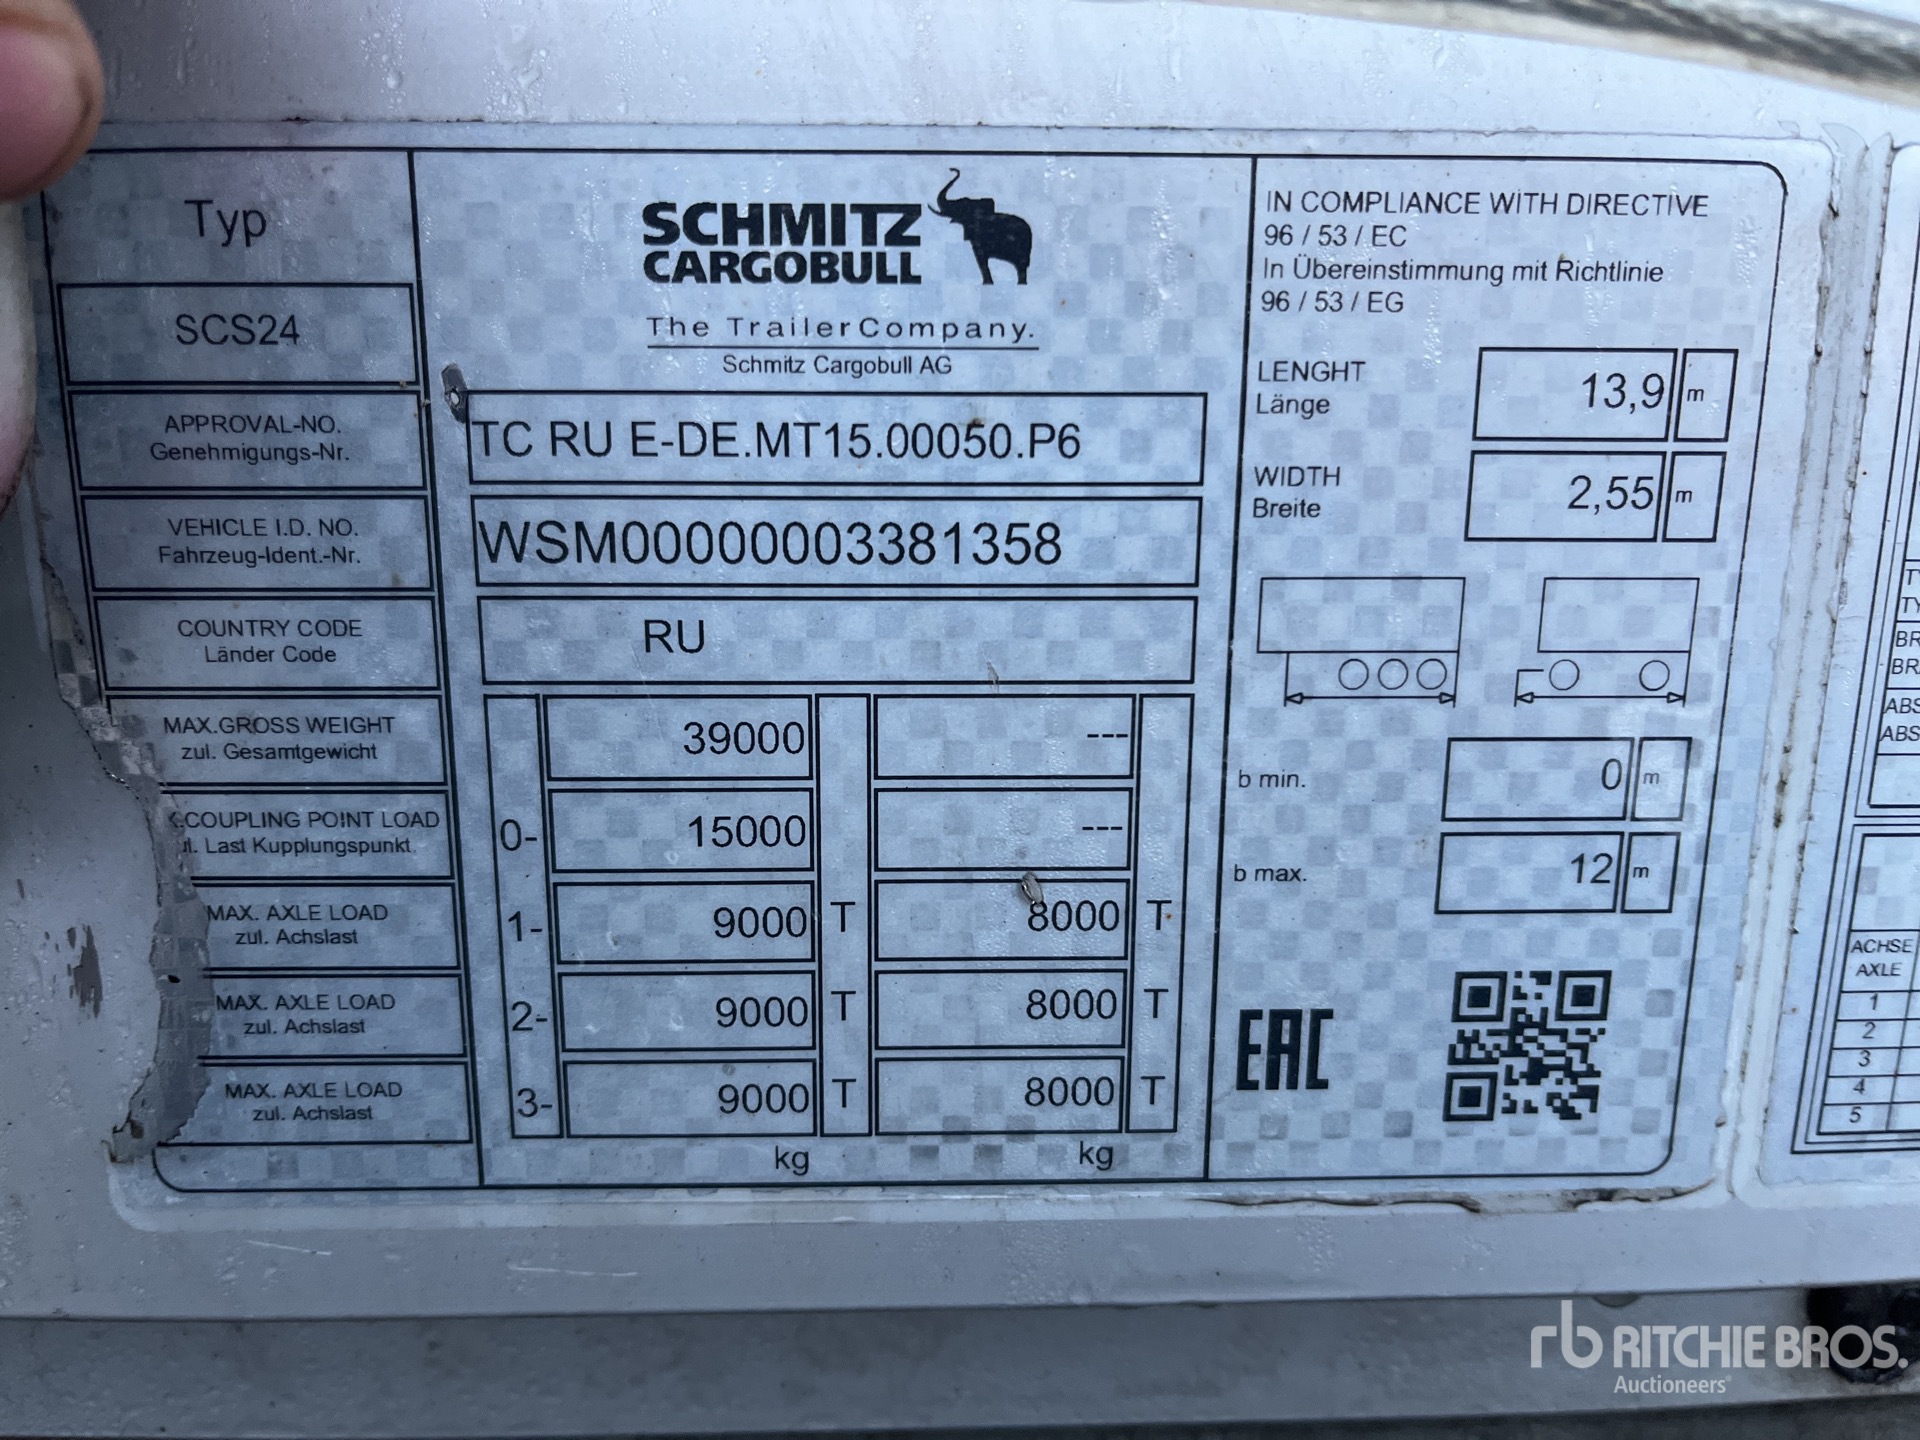 Typ
SCS24
SCHMITZ
CARGOBULL
The TrailerCompany.
Schmitz Cargobull AG
APPROVAL-NO.
Genehmigungs-Nr.
TC RU E-DE.MT15.00050.P6
VEHICLE I.D. NO.
Fahrzeug-Ident.-Nr.
WSM00000003381358
COUNTRY CODE
Länder Code
RU
MAX.GROSS WEIGHT
zul. Gesamtgewicht
39000 ---
COUPLING POINT LOAD
Last Kupplungspunkt
0- 15000 ---
MAX. AXLE LOAD
zul. Achslast
1- 9000 T 8000 T
MAX. AXLE LOAD
zul. Achslast
2- 9000 T 8000 T
MAX. AXLE LOAD
zul. Achslast
3- 9000 T 8000 T
kg kg
IN COMPLIANCE WITH DIRECTIVE
96 / 53 / EC
In Übereinstimmung mit Richtlinie
96 / 53 / EG
LENGHT
Länge
13,9 m
WIDTH
Breite
2,55 m
b min. 0 m
b max. 12 m
EAC
ACHSE
AXLE
1
2
3
4
5
rb RITCHIE BROS.
Auctioneers